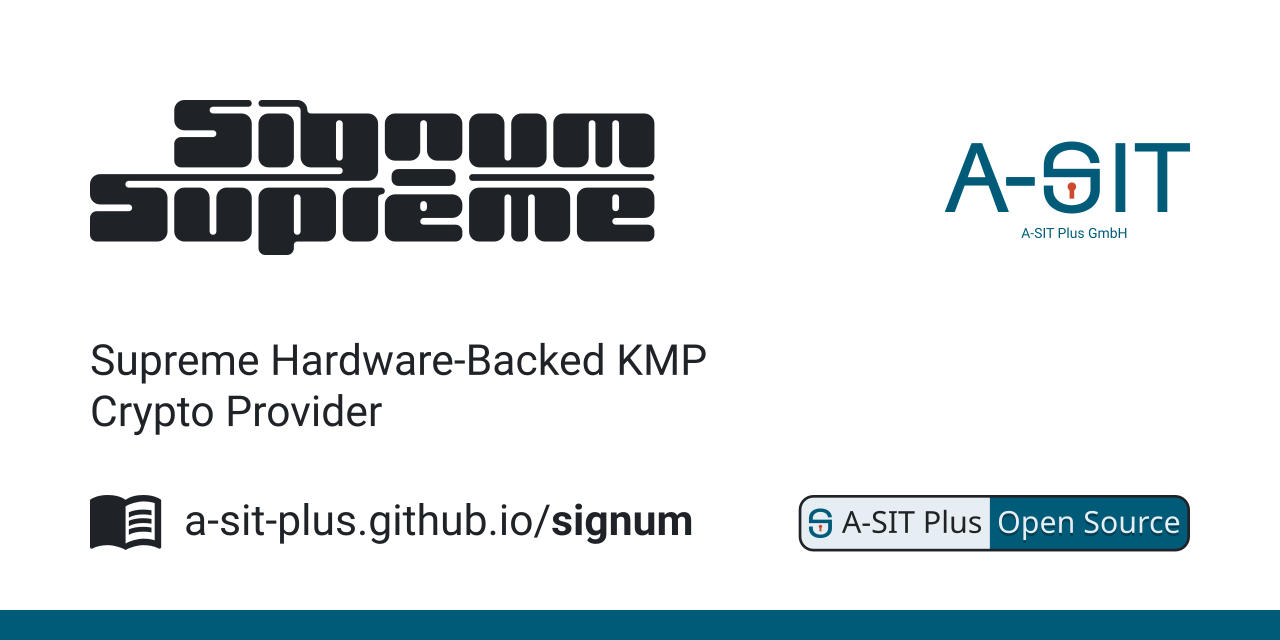 Signum
Supreme
A-SIT
A-SIT Plus GmbH
Supreme Hardware-Backed KMP
Crypto Provider
a-sit-plus.github.io/signum
A-SIT Plus Open Source